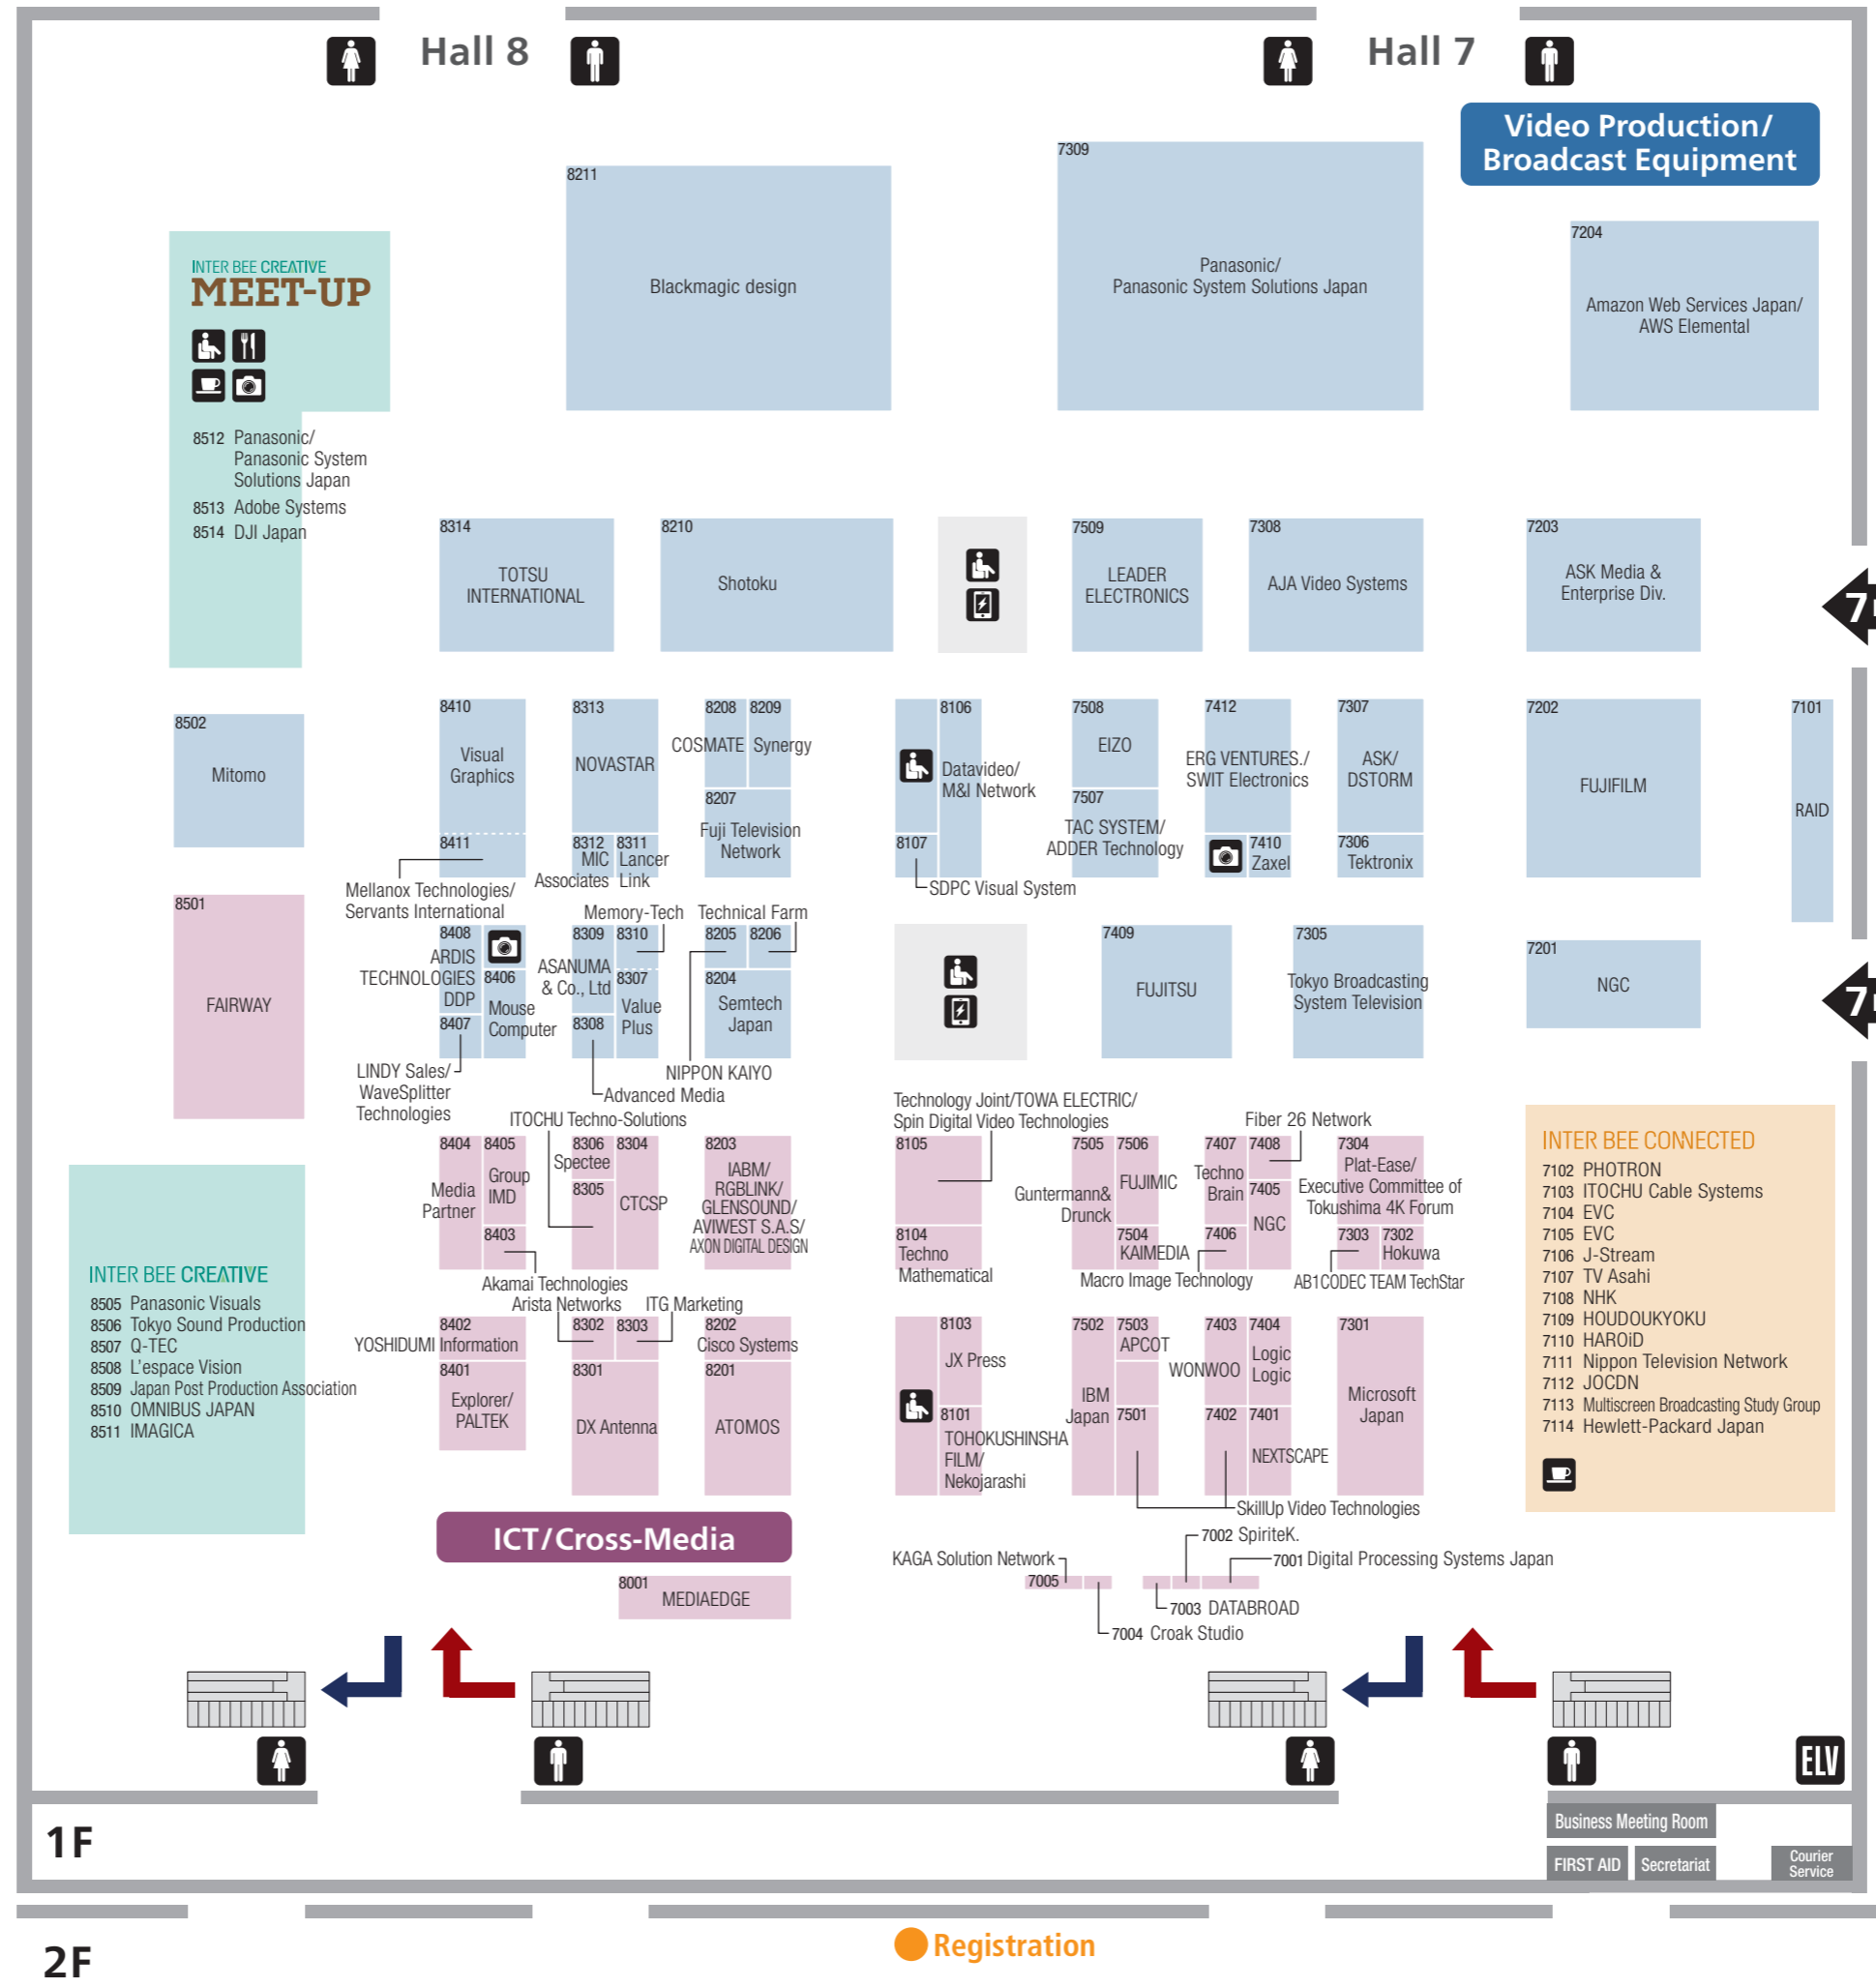 Hall 8
Hall 7
Video Production/
Broadcast Equipment
8211
Blackmagic design
7309
Panasonic/
Panasonic System Solutions Japan
7204
Amazon Web Services Japan/
AWS Elemental
INTER BEE CREATIVE
MEET-UP
8512 Panasonic/
Panasonic System
Solutions Japan
8513 Adobe Systems
8514 DJI Japan
8314
TOTSU
INTERNATIONAL
8210
Shotoku
7509
LEADER
ELECTRONICS
7308
AJA Video Systems
7203
ASK Media &
Enterprise Div.
7
8502
Mitomo
8410
Visual
Graphics
8411
Mellanox Technologies/
Servants International
8313
NOVASTAR
8312
MIC
Associates
8311
Lancer
Link
8208
COSMATE
8209
Synergy
8207
Fuji Television
Network
8106
Datavideo/
M&I Network
8107
SDPC Visual System
7508
EIZO
7507
TAC SYSTEM/
ADDER Technology
7412
ERG VENTURES./
SWIT Electronics
7410
Zaxel
7307
ASK/
DSTORM
7306
Tektronix
7202
FUJIFILM
7101
RAID
8501
FAIRWAY
8408
ARDIS
TECHNOLOGIES
DDP
8406
Mouse
Computer
8407
LINDY Sales/
WaveSplitter
Technologies
Memory-Tech
8309
ASANUMA
& Co., Ltd
8310
8307
Value
Plus
8308
Advanced Media
Technical Farm
8205
8206
8204
Semtech
Japan
NIPPON KAIYO
7409
FUJITSU
7305
Tokyo Broadcasting
System Television
7201
NGC
7
ITOCHU Techno-Solutions
8404
Media
Partner
8405
Group
IMD
8403
Akamai Technologies
8306
Spectee
8305
8304
CTCSP
8203
IABM/
RGBLINK/
GLENSOUND/
AVIWEST S.A.S/
AXON DIGITAL DESIGN
Technology Joint/TOWA ELECTRIC/
Spin Digital Video Technologies
8105
8104
Techno
Mathematical
7505
Guntermann&
Drunck
7506
FUJIMIC
7504
KAIMEDIA
Fiber 26 Network
7407
Techno
Brain
7408
7405
NGC
7406
Macro Image Technology
7304
Plat-Ease/
Executive Committee of
Tokushima 4K Forum
7303
7302
Hokuwa
AB1CODEC TEAM TechStar
INTER BEE CONNECTED
7102 PHOTRON
7103 ITOCHU Cable Systems
7104 EVC
7105 EVC
7106 J-Stream
7107 TV Asahi
7108 NHK
7109 HOUDOUKYOKU
7110 HAROiD
7111 Nippon Television Network
7112 JOCDN
7113 Multiscreen Broadcasting Study Group
7114 Hewlett-Packard Japan
INTER BEE CREATIVE
8505 Panasonic Visuals
8506 Tokyo Sound Production
8507 Q-TEC
8508 L'espace Vision
8509 Japan Post Production Association
8510 OMNIBUS JAPAN
8511 IMAGICA
8402
YOSHIDUMI Information
8401
Explorer/
PALTEK
Arista Networks
8302
8303
ITG Marketing
8301
DX Antenna
8202
Cisco Systems
8201
ATOMOS
8103
JX Press
8101
TOHOKUSHINSHA
FILM/
Nekojarashi
7502
IBM
Japan
7503
APCOT
7501
7403
WONWOO
7404
Logic
Logic
7402
7401
NEXTSCAPE
SkillUp Video Technologies
7301
Microsoft
Japan
ICT/Cross-Media
8001
MEDIAEDGE
KAGA Solution Network
7005
7002 SpiriteK.
7001 Digital Processing Systems Japan
7003 DATABROAD
7004 Croak Studio
ELV
1F
Business Meeting Room
FIRST AID
Secretariat
Courier
Service
2F
Registration